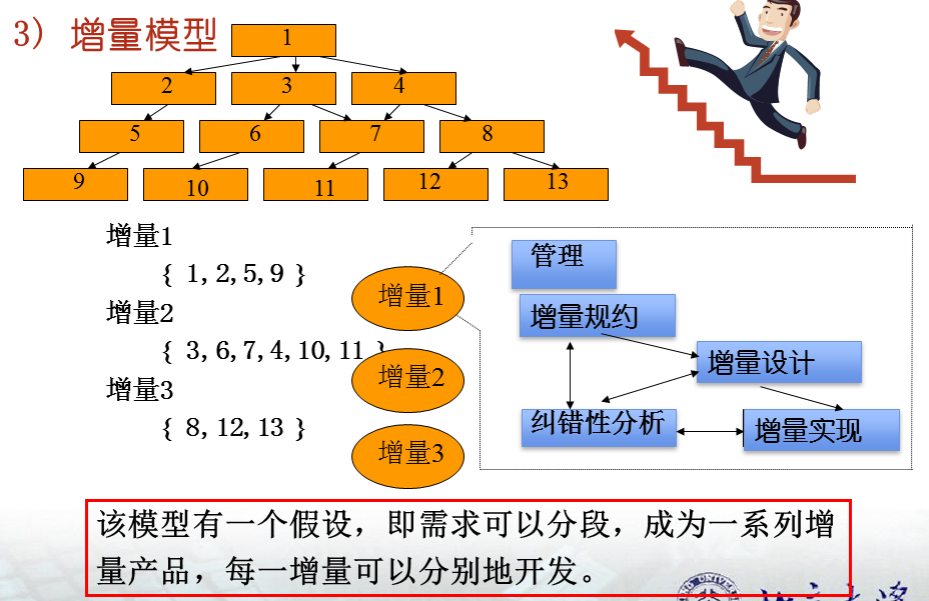 3） 增量模型
1
2
3
4
5
6
7
8
9
10
11
12
13
增量1
{ 1,2,5,9 }
增量2
{ 3,6,7,4,10,11 }
增量3
{ 8,12,13 }
增量1
增量2
增量3
管理
增量规约
增量设计
纠错性分析
增量实现
该模型有一个假设，即需求可以分段，成为一系列增
量产品，每一增量可以分别地开发。